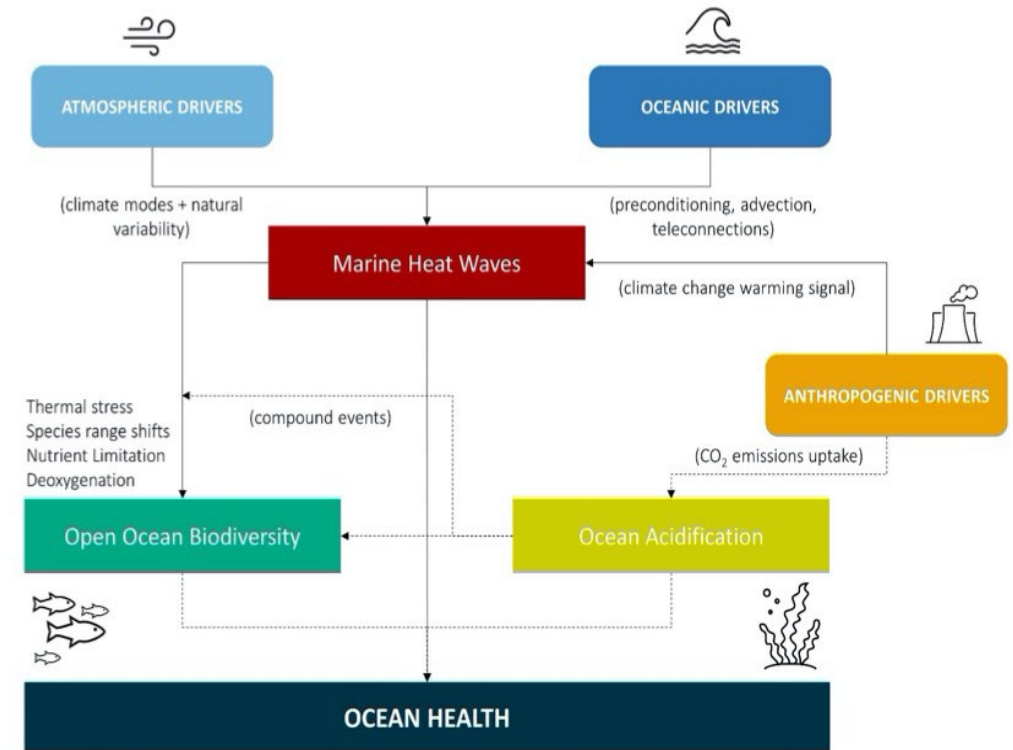 ATMOSPHERIC DRIVERS
OCEANIC DRIVERS
(climate modes + natural
variability)
(preconditioning, advection,
teleconnections)
Marine Heat Waves
(climate change warming signal)
ANTHROPOGENIC DRIVERS
Thermal stress
Species range shifts
Nutrient Limitation
Deoxygenation
(compound events)
(CO₂ emissions uptake)
Open Ocean Biodiversity
Ocean Acidification
OCEAN HEALTH